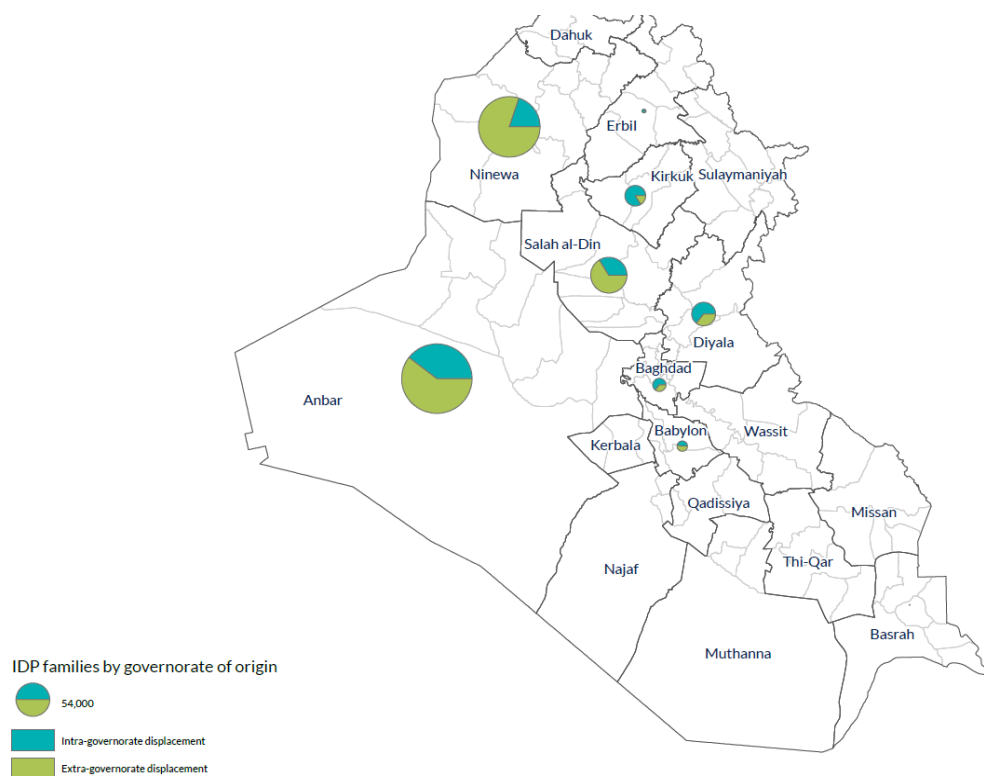 Dahuk
Erbil
Ninewa
Kirkuk
Sulaymaniyah
Salah al-Din
Diyala
Baghdad
Anbar
Babylon
Wassit
Kerbala
Qadissiya
Missan
Thi-Qar
Najaf
Basrah
Muthanna
IDP families by governorate of origin
54,000
Intra-governorate displacement
Extra-governorate displacement